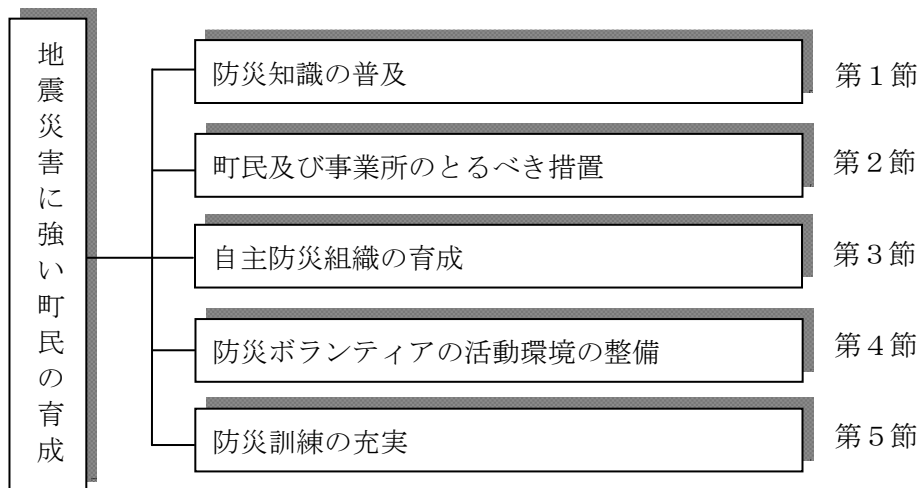 地震災害に強い町民の育成
防災知識の普及 第１節
町民及び事業所のとるべき措置 第２節
自主防災組織の育成 第３節
防災ボランティアの活動環境の整備 第４節
防災訓練の充実 第５節